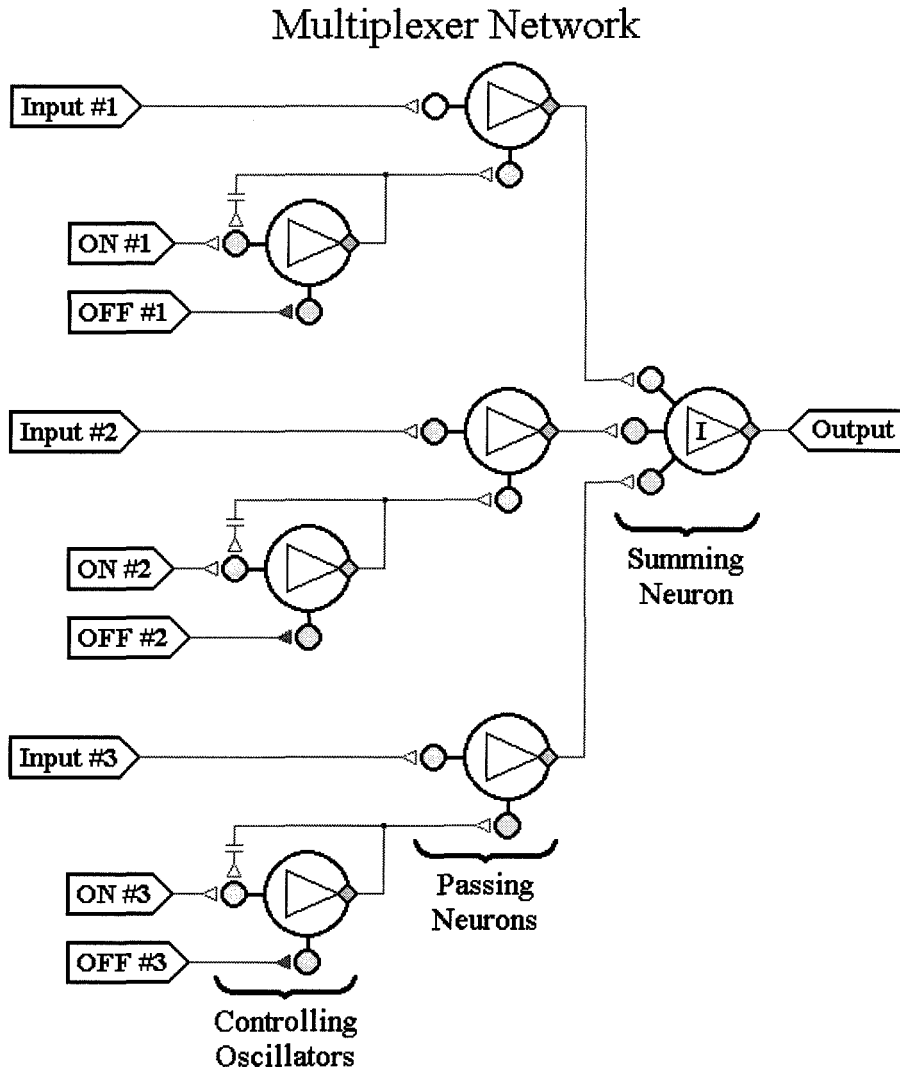 Multiplexer Network
Input #1
ON #1
OFF #1
Input #2
I
Output
ON #2
OFF #2
Summing
Neuron
Input #3
ON #3
OFF #3
Passing
Neurons
Controlling
Oscillators